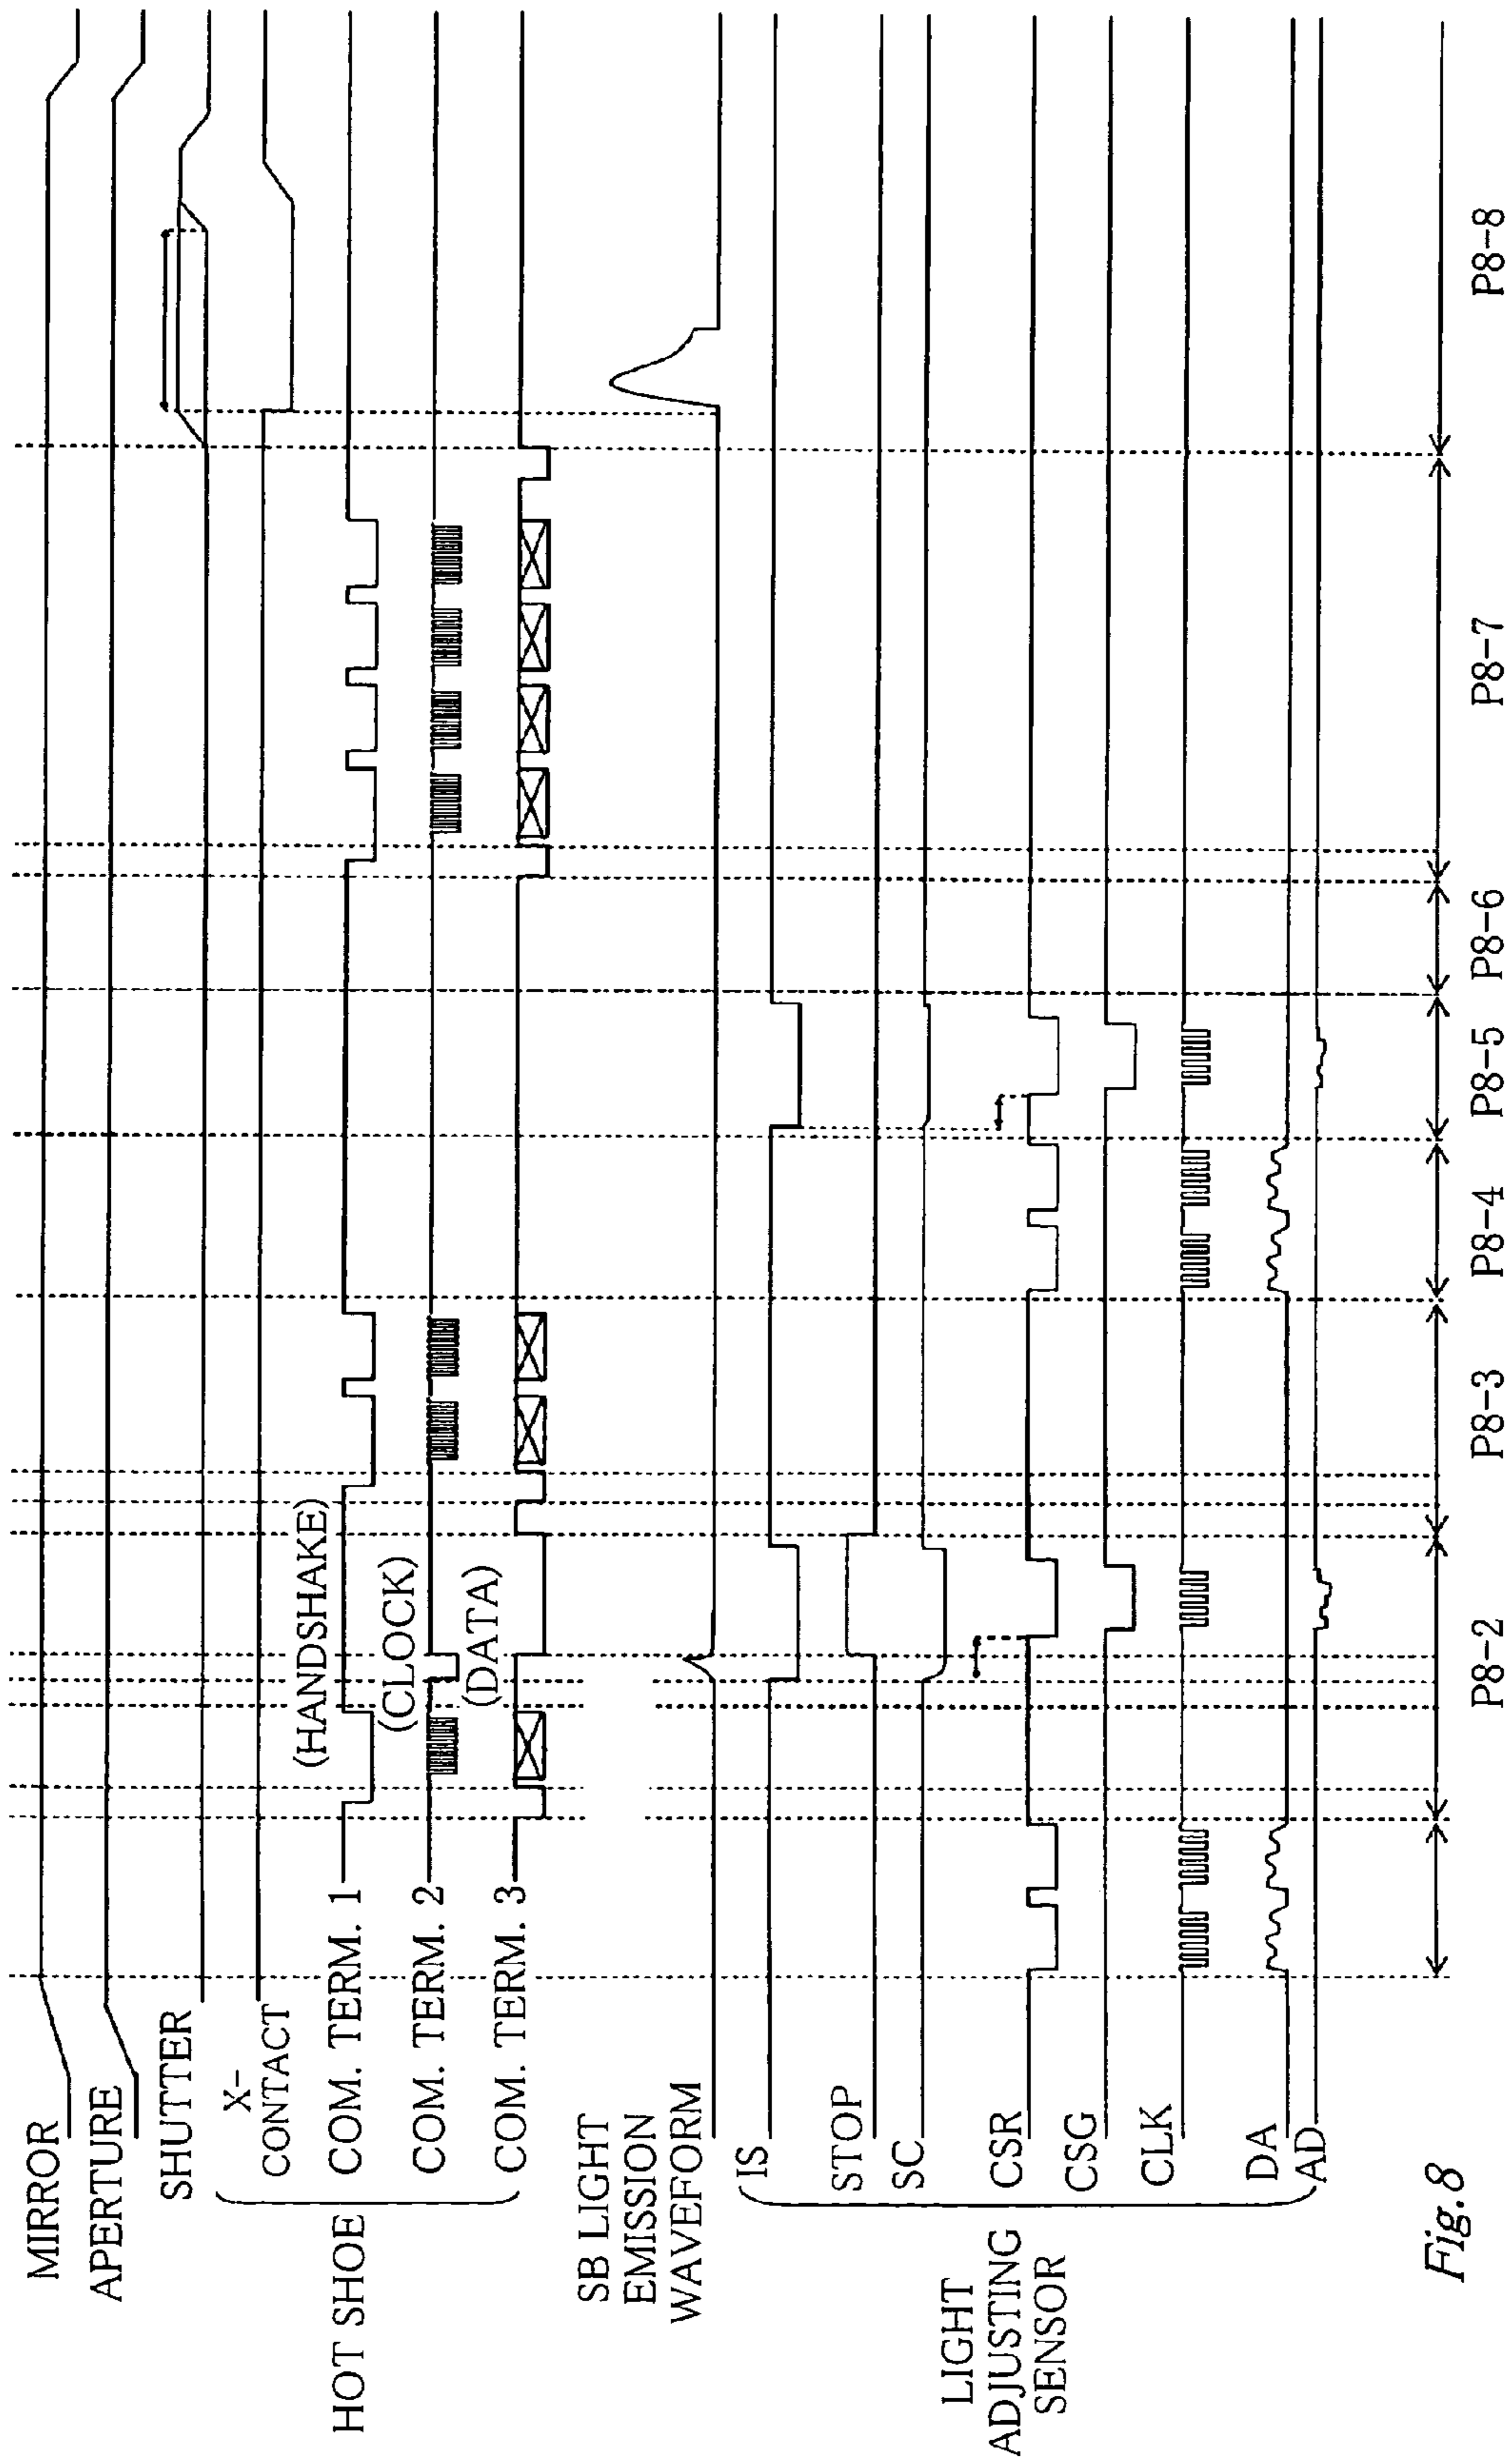 MIRROR
APERTURE
SHUTTER
X-
CONTACT
HOT SHOE
COM. TERM. 1
(HANDSHAKE)
COM. TERM. 2
(CLOCK)
COM. TERM. 3
(DATA)
SB LIGHT
EMISSION
WAVEFORM
LIGHT
ADJUSTING
SENSOR
IS
STOP
SC
CSR
CSG
CLK
DA
AD
P8-2
P8-3
P8-4
P8-5
P8-6
P8-7
P8-8
Fig.8